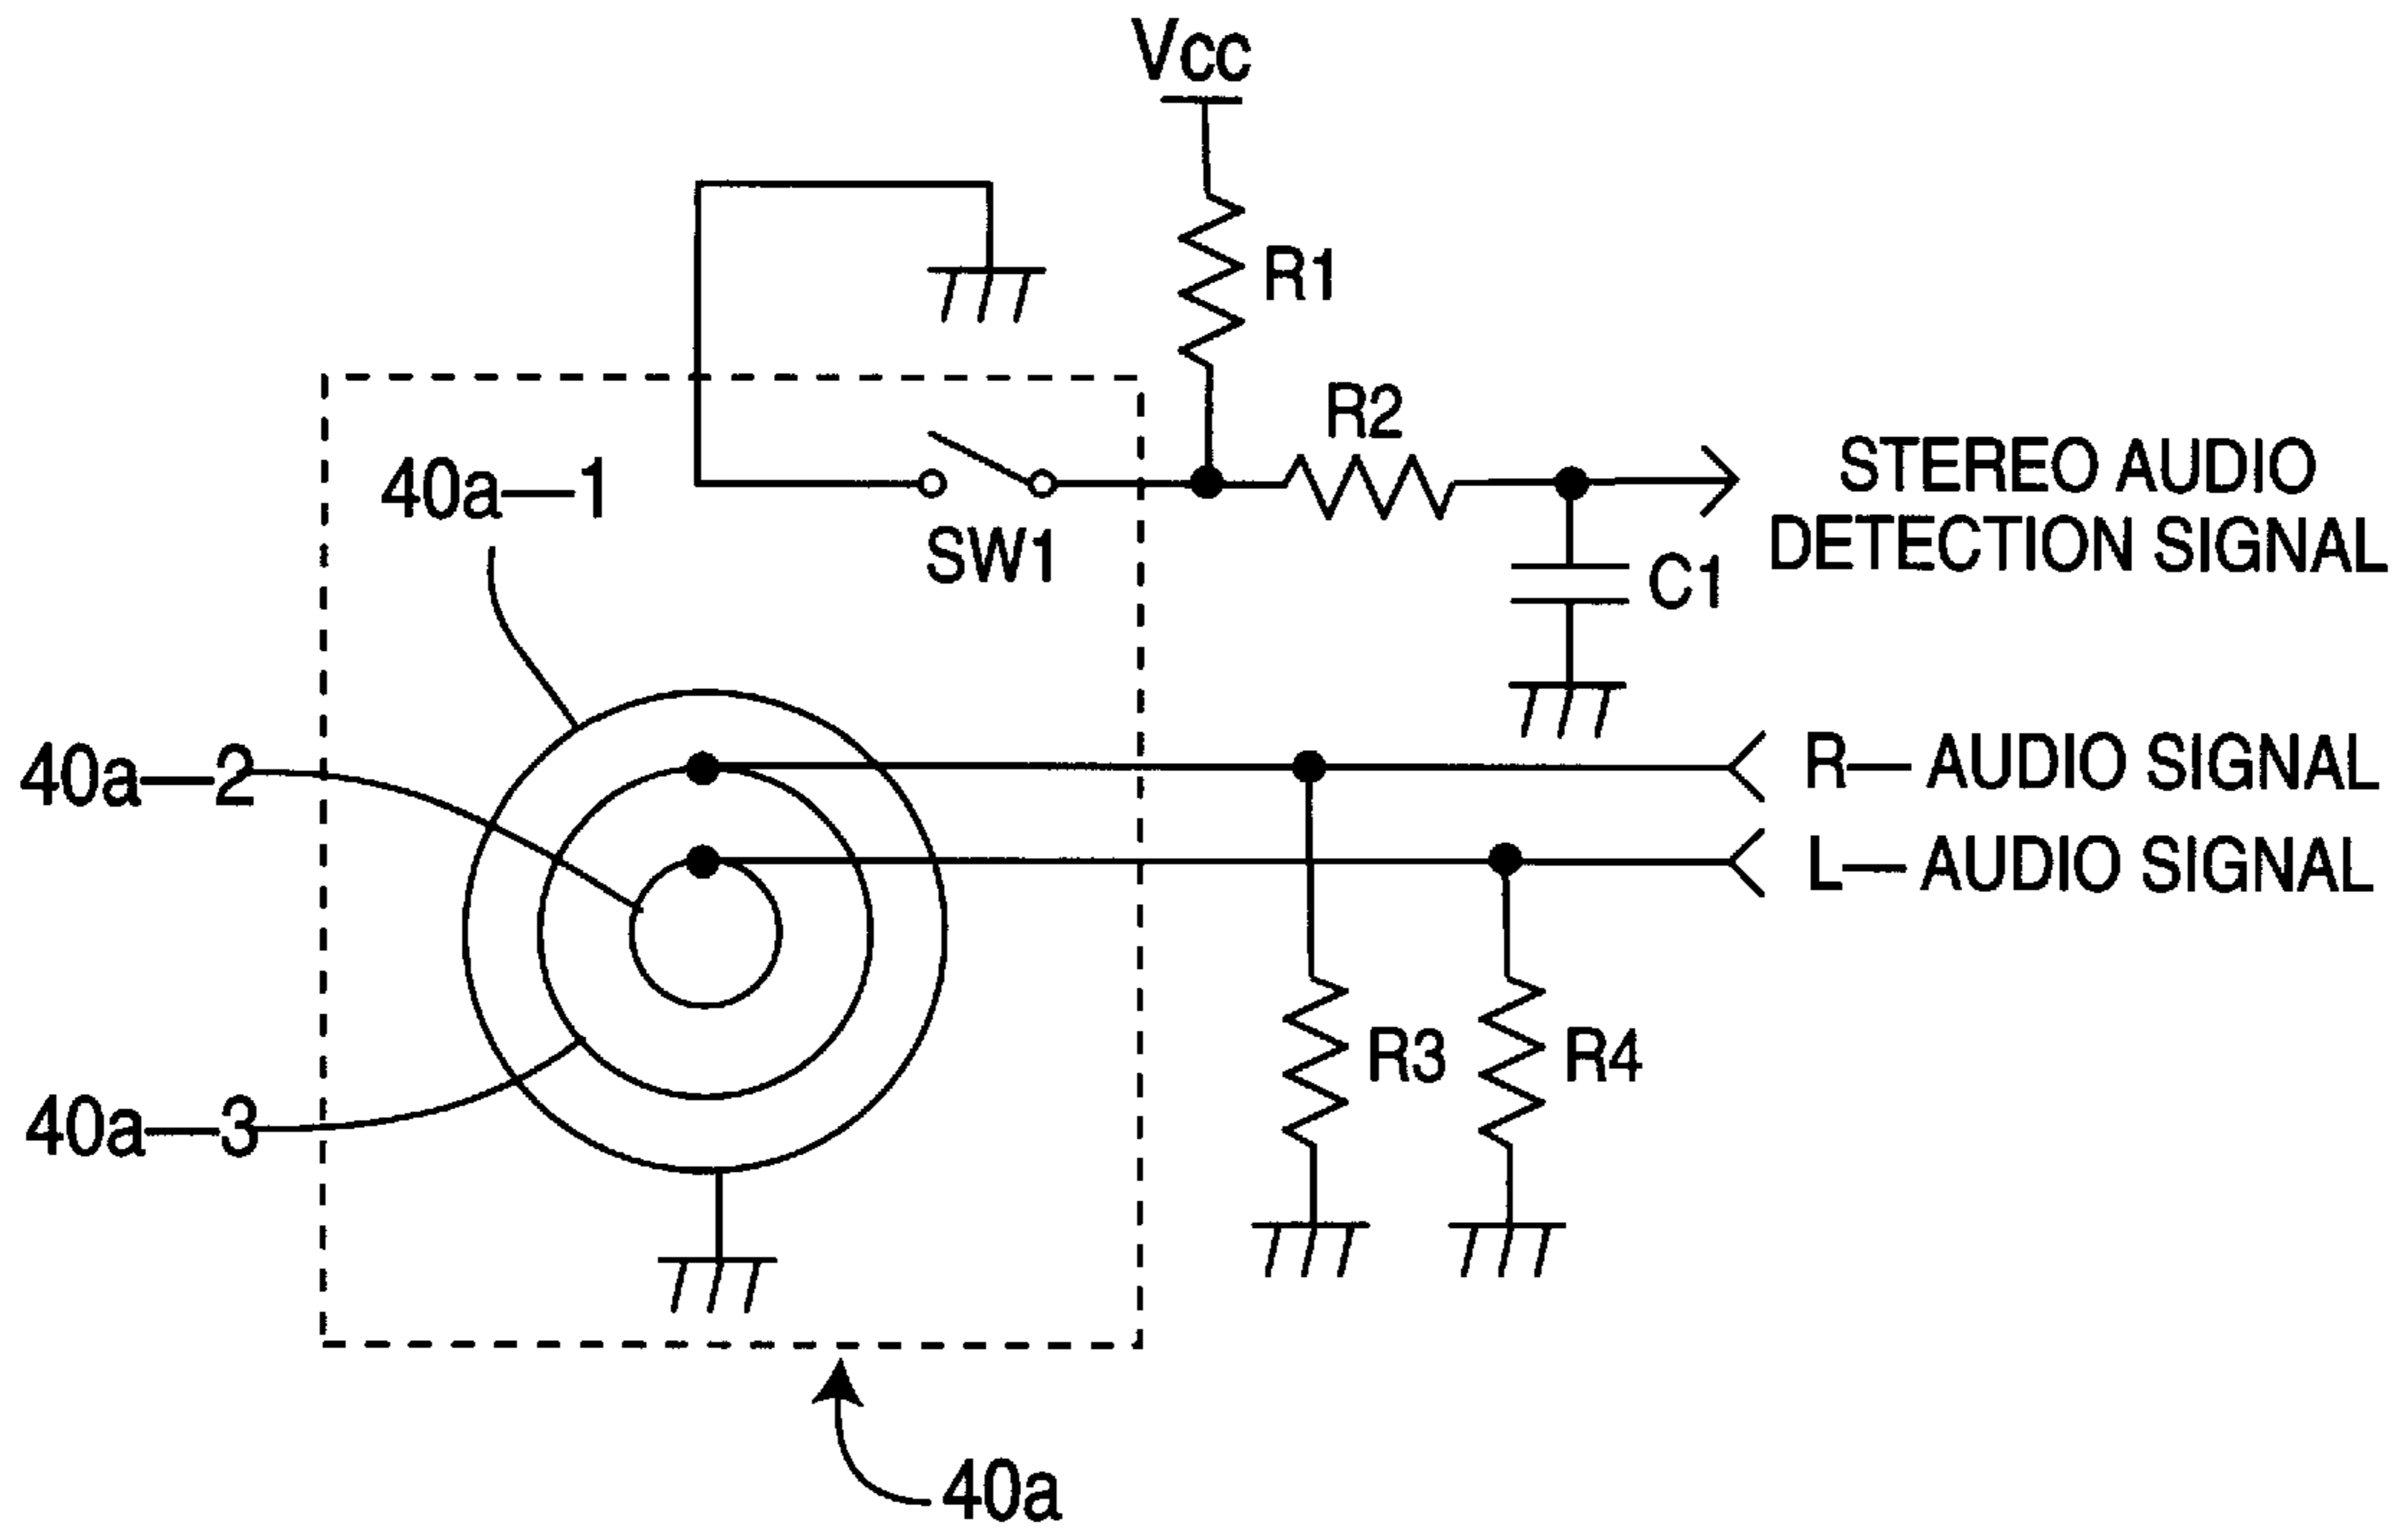 Vcc
R1
R2
STEREO AUDIO
DETECTION SIGNAL
40a—1
SW1
C1
40a—2
R— AUDIO SIGNAL
L— AUDIO SIGNAL
R3
R4
40a—3
40a